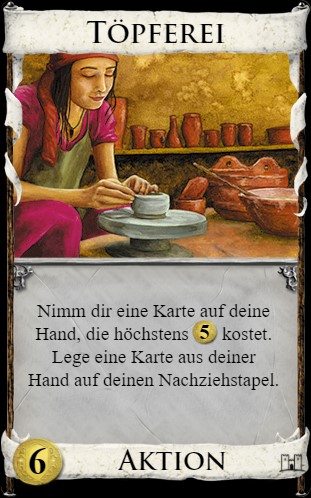 Töpferei
Nimm dir eine Karte auf deine
Hand, die höchstens 5 kostet.
Lege eine Karte aus deiner
Hand auf deinen Nachziehstapel.
6 Aktion